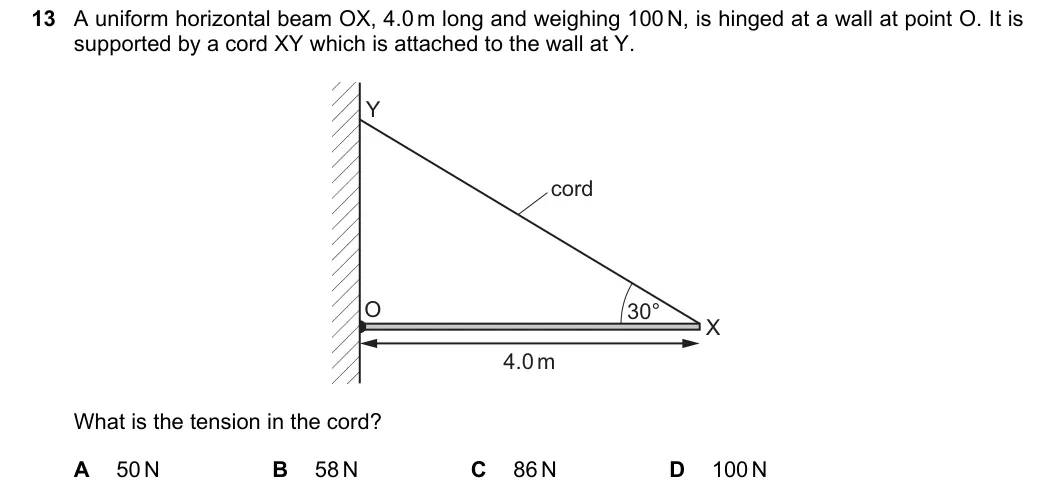 13 A uniform horizontal beam OX, 4.0 m long and weighing 100 N, is hinged at a wall at point O. It is
supported by a cord XY which is attached to the wall at Y.
Y
cord
O
30°
X
4.0 m
What is the tension in the cord?
A 50 N B 58 N C 86 N D 100 N